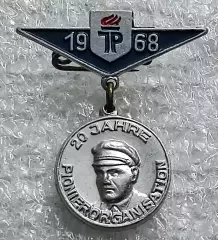 19 TP 68
20 JAHRE
PIONIERORGANISATION